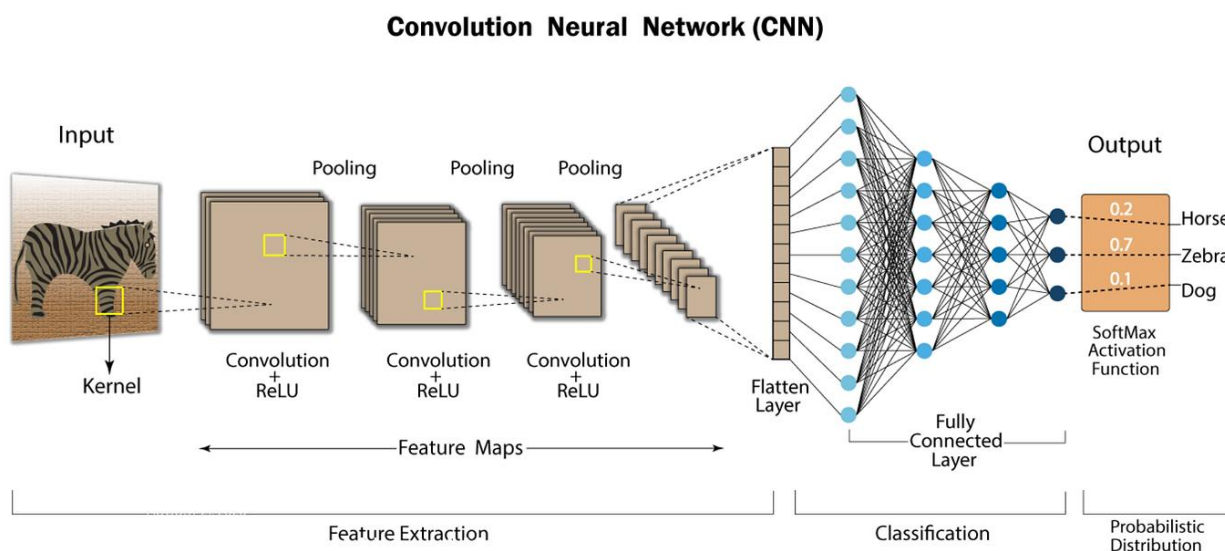 Convolution Neural Network (CNN)
Input
Pooling
Pooling
Pooling
Output
0.2
Horse
0.7
Zebra
0.1
Dog
Kernel
Convolution
+
ReLU
Convolution
+
ReLU
Convolution
+
ReLU
Flatten
Layer
SoftMax
Activation
Function
Feature Maps
Fully
Connected
Layer
Feature Extraction
Classification
Probabilistic
Distribution